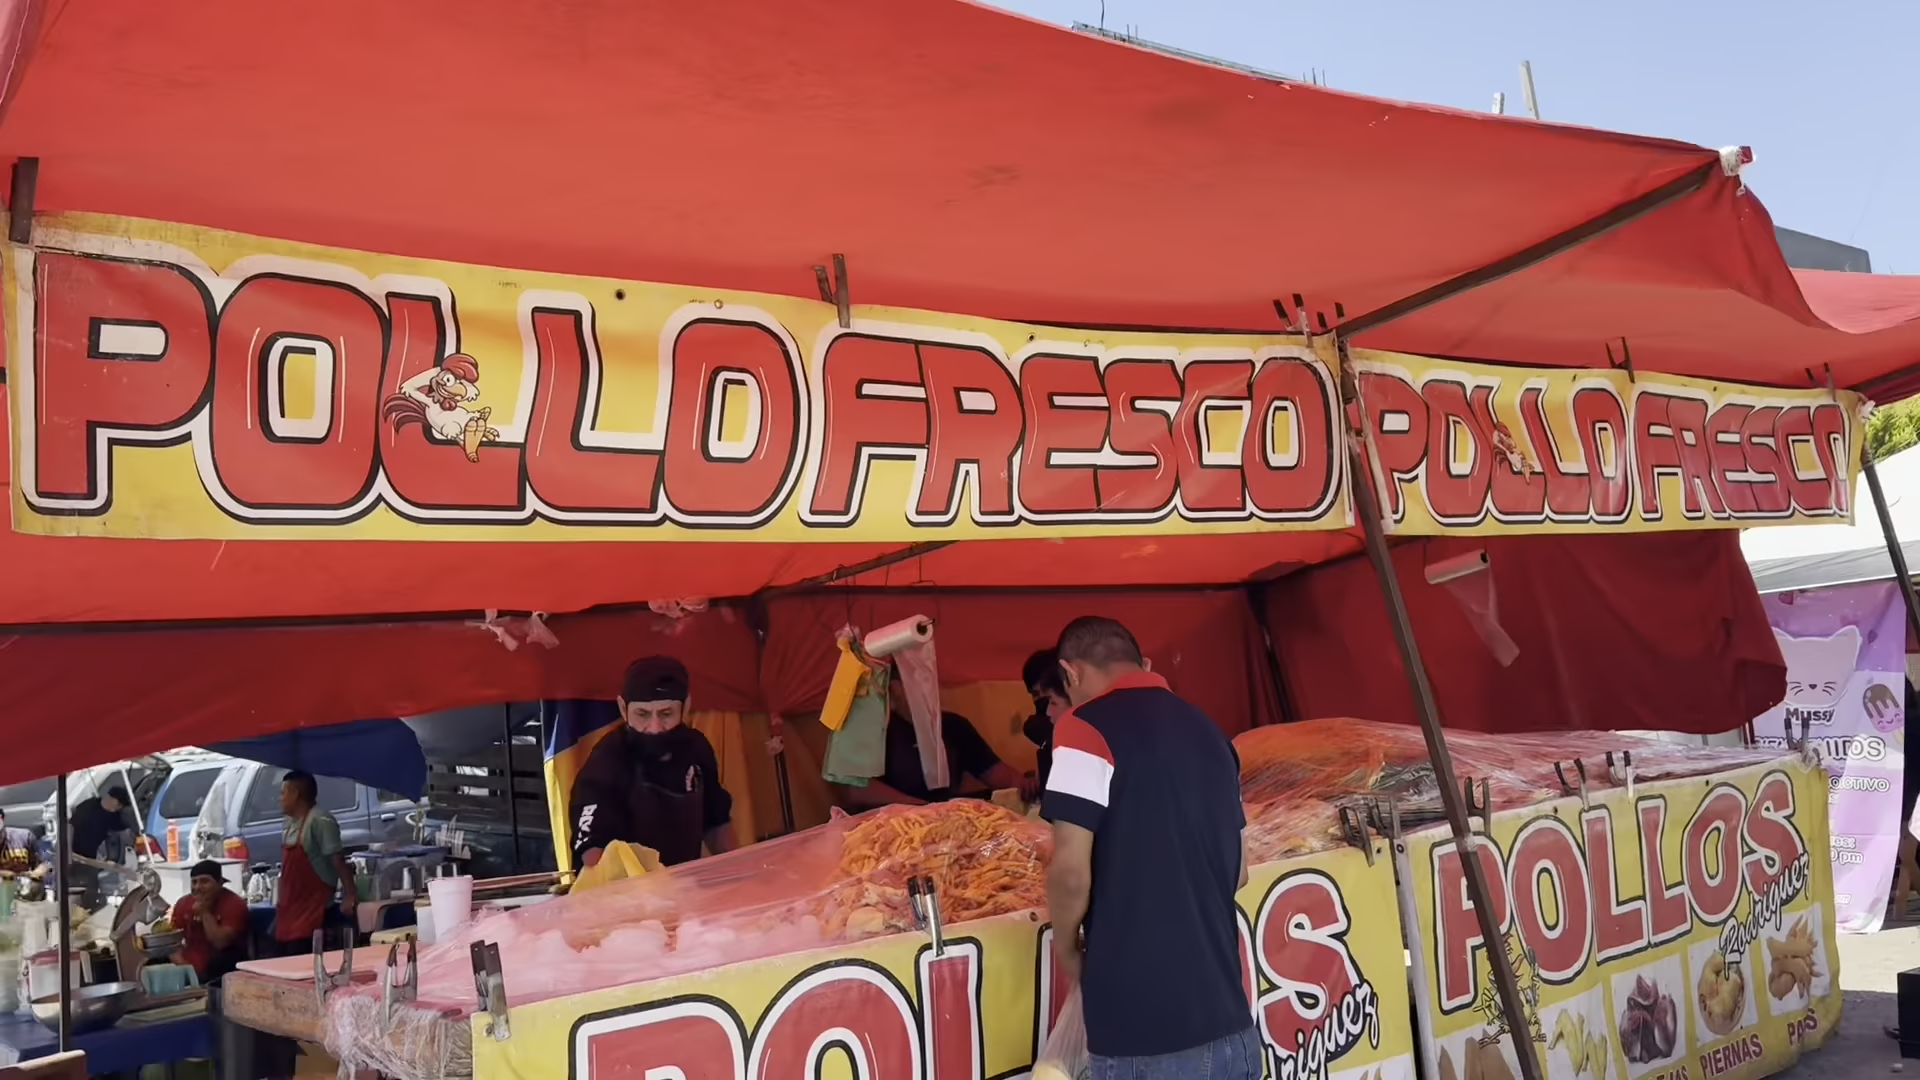 POLLO FRESCO
POLLO FRESCO
Mussy
POLLOS
Rodriguez
POLLOS
Rodriguez
PIERNAS